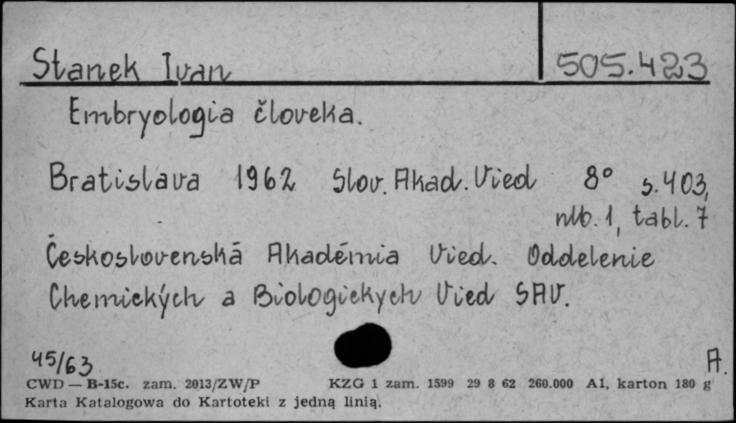 Stanek Ivan 505.423
Embryologia človeka.
Bratislava 1962 Slov. Akad. Vied 8° s. 403,
nlb. 1, tabl. 7
Československá Akadémia Vied. Oddelenie
Chemických a Biologickych Vied SAV.
45/63 A.
CWD — B-15c. zam. 2013/ZW/P KZG 1 zam. 1599 29 8 62 260.000 A1, karton 180 g
Karta Katalogowa do Kartoteki z jedną linią.